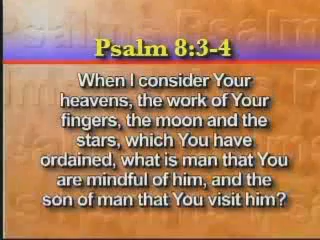 Psalm 8:3-4
When I consider Your
heavens, the work of Your
fingers, the moon and the
stars, which You have
ordained, what is man that You
are mindful of him, and the
son of man that You visit him?